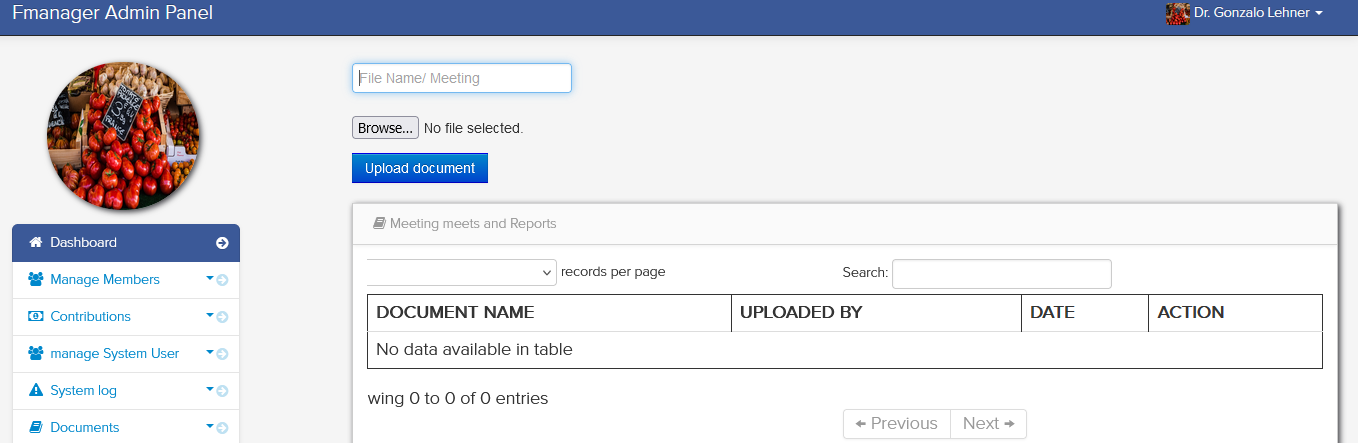 Fmanager Admin Panel
Dr. Gonzalo Lehner
File Name/ Meeting
Browse... No file selected.
Upload document
Meeting meets and Reports
records per page
Search:
DOCUMENT NAME UPLOADED BY DATE ACTION
No data available in table
wing 0 to 0 of 0 entries
Previous Next
Dashboard
Manage Members
Contributions
manage System User
System log
Documents